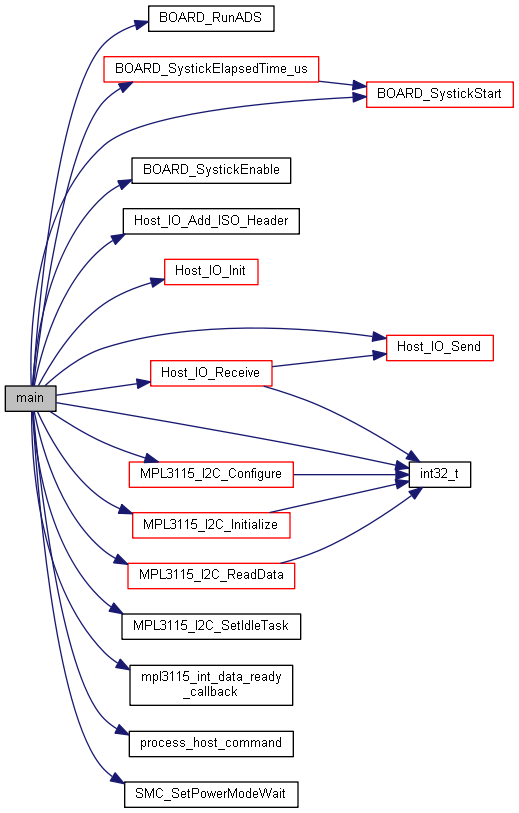 BOARD_RunADS
BOARD_SystickElapsedTime_us
BOARD_SystickStart
BOARD_SystickEnable
Host_IO_Add_ISO_Header
Host_IO_Init
Host_IO_Send
Host_IO_Receive
main
int32_t
MPL3115_I2C_Configure
MPL3115_I2C_Initialize
MPL3115_I2C_ReadData
MPL3115_I2C_SetIdleTask
mpl3115_int_data_ready
_callback
process_host_command
SMC_SetPowerModeWait